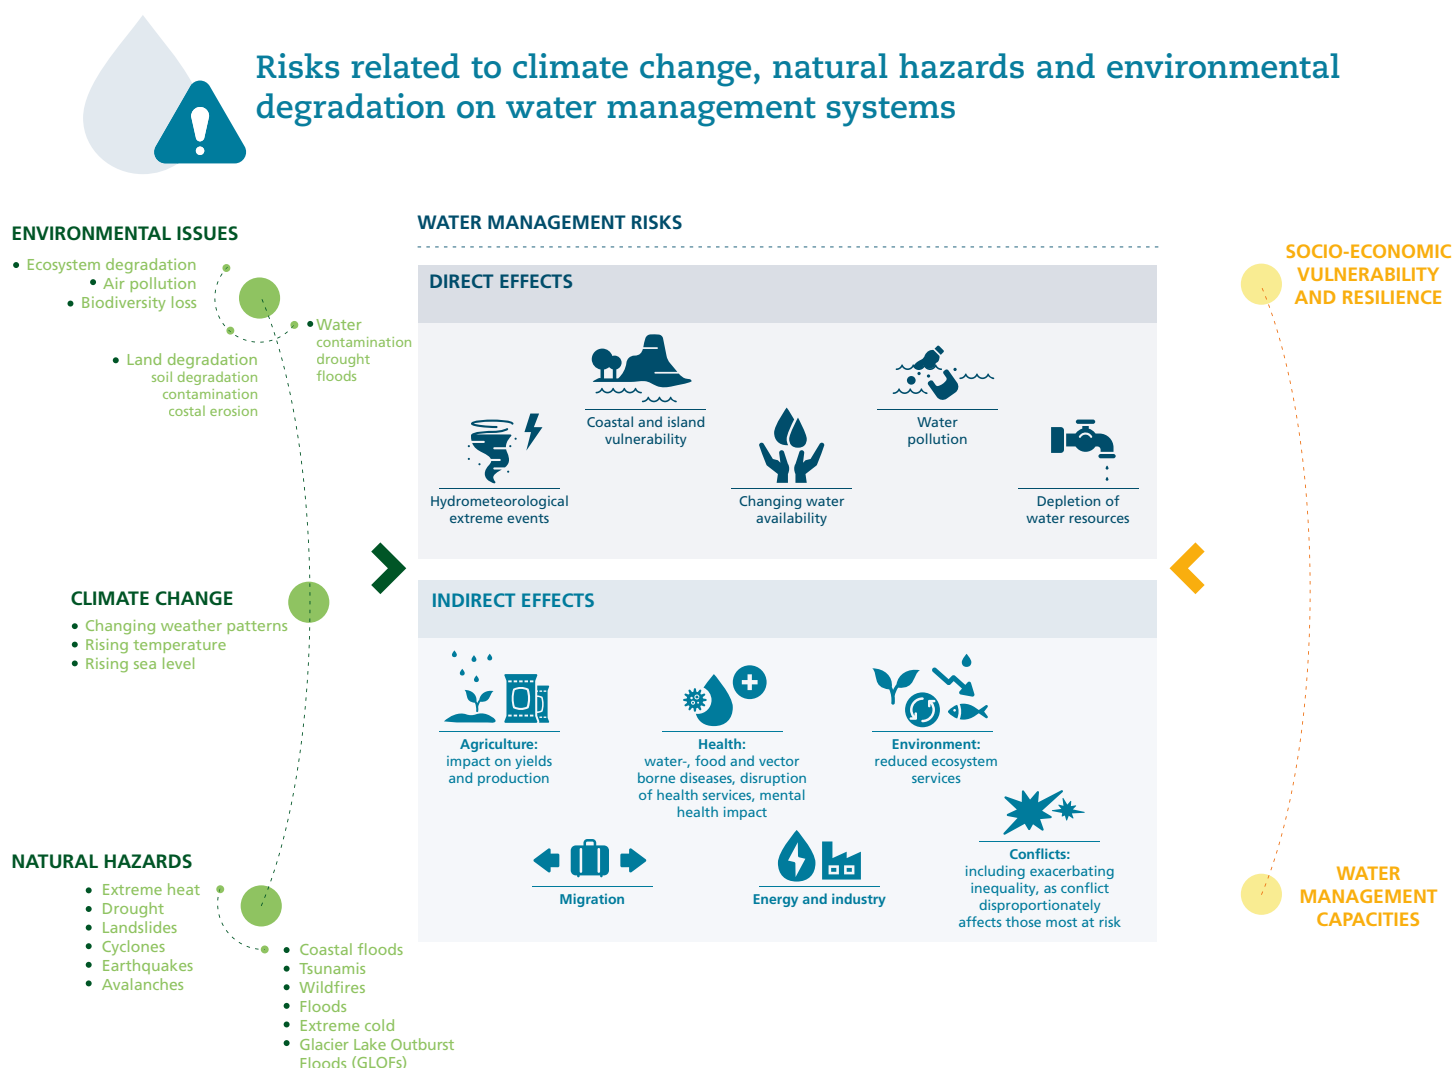 Risks related to climate change, natural hazards and environmental
degradation on water management systems
ENVIRONMENTAL ISSUES
Ecosystem degradation
Air pollution
Biodiversity loss
Water
contamination
drought
floods
Land degradation
soil degradation
contamination
costal erosion
CLIMATE CHANGE
Changing weather patterns
Rising temperature
Rising sea level
NATURAL HAZARDS
Extreme heat
Drought
Landslides
Cyclones
Earthquakes
Avalanches
Coastal floods
Tsunamis
Wildfires
Floods
Extreme cold
Glacier Lake Outburst
Floods (GLOFs)
WATER MANAGEMENT RISKS
DIRECT EFFECTS
Hydrometeorological
extreme events
Coastal and island
vulnerability
Changing water
availability
Water
pollution
Depletion of
water resources
INDIRECT EFFECTS
Agriculture:
impact on yields
and production
Health:
water-, food and vector
borne diseases, disruption
of health services, mental
health impact
Environment:
reduced ecosystem
services
Migration
Energy and industry
Conflicts:
including exacerbating
inequality, as conflict
disproportionately
affects those most at risk
SOCIO-ECONOMIC
VULNERABILITY
AND RESILIENCE
WATER
MANAGEMENT
CAPACITIES